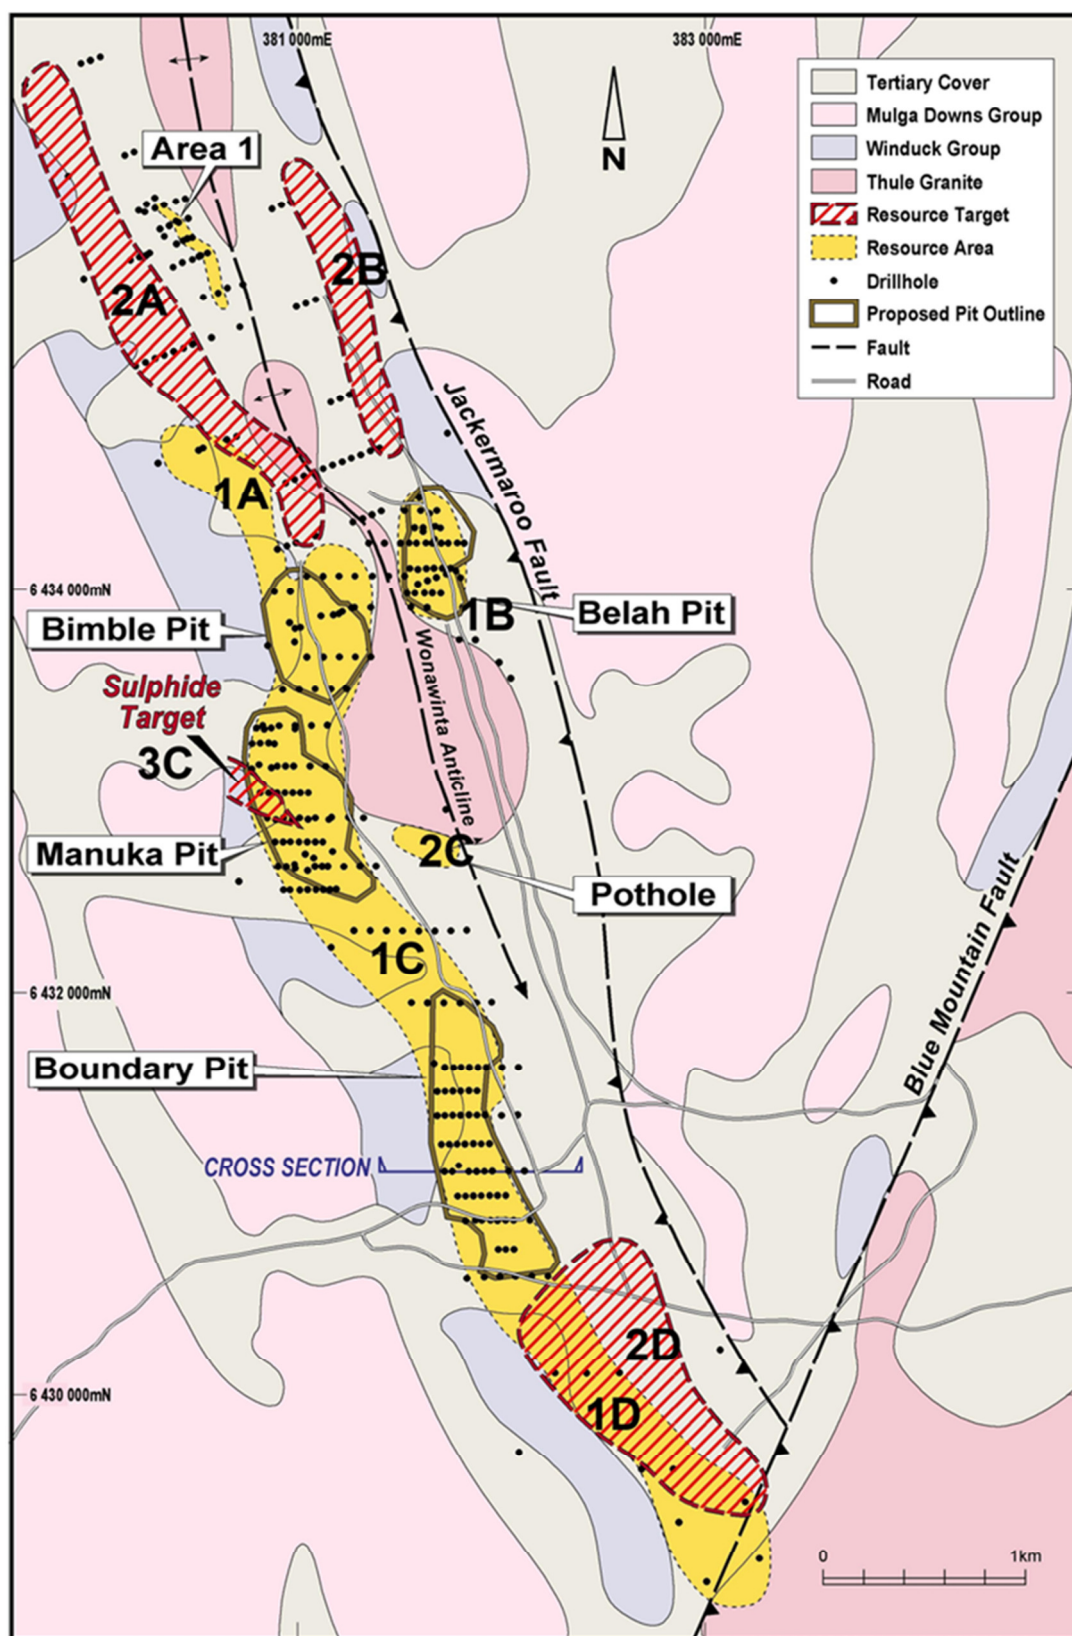 381 000mE
383 000mE
Tertiary Cover
Mulga Downs Group
Winduck Group
Thule Granite
Resource Target
Resource Area
Drillhole
Proposed Pit Outline
Fault
Road
N
Area 1
2A
2B
Jackermaroo Fault
1A
6 434 000mN
1B
Belah Pit
Bimble Pit
Wonawinta Anticline
Sulphide
Target
3C
Manuka Pit
2C
Pothole
1C
6 432 000mN
Blue Mountain Fault
Boundary Pit
CROSS SECTION
2D
6 430 000mN
1D
0
1km